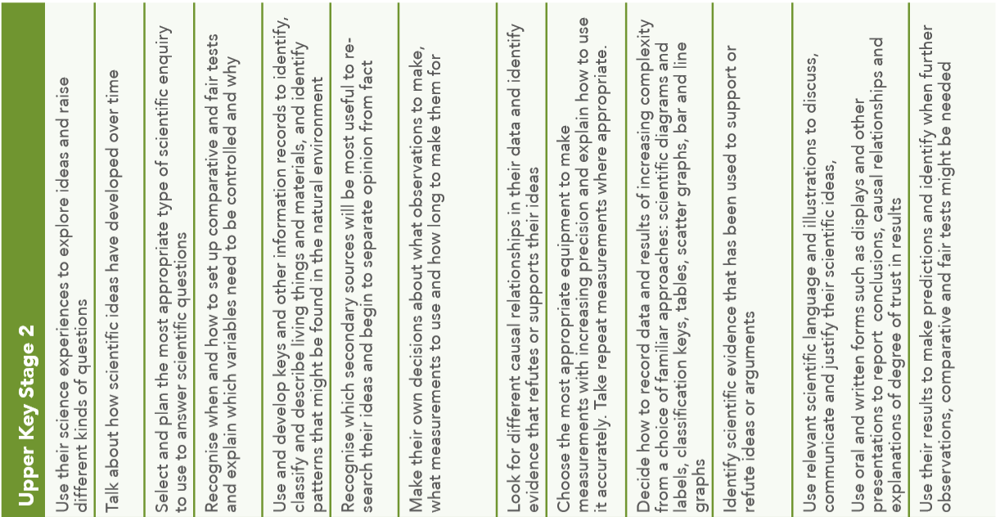 Upper Key Stage 2
Use their science experiences to explore ideas and raise
different kinds of questions
Talk about how scientific ideas have developed over time
Select and plan the most appropriate type of scientific enquiry
to use to answer scientific questions
Recognise when and how to set up comparative and fair tests
and explain which variables need to be controlled and why
Use and develop keys and other information records to identify,
classify and describe living things and materials, and identify
patterns that might be found in the natural environment
Recognise which secondary sources will be most useful to re-
search their ideas and begin to separate opinion from fact
Make their own decisions about what observations to make,
what measurements to use and how long to make them for
Look for different causal relationships in their data and identify
evidence that refutes or supports their ideas
Choose the most appropriate equipment to make
measurements with increasing precision and explain how to use
it accurately. Take repeat measurements where appropriate.
Decide how to record data and results of increasing complexity
from a choice of familiar approaches: scientific diagrams and
labels, classification keys, tables, scatter graphs, bar and line
graphs
Identify scientific evidence that has been used to support or
refute ideas or arguments
Use relevant scientific language and illustrations to discuss,
communicate and justify their scientific ideas,
Use oral and written forms such as displays and other
presentations to report  conclusions, causal relationships and
explanations of degree of trust in results
Use their results to make predictions and identify when further
observations, comparative and fair tests might be needed